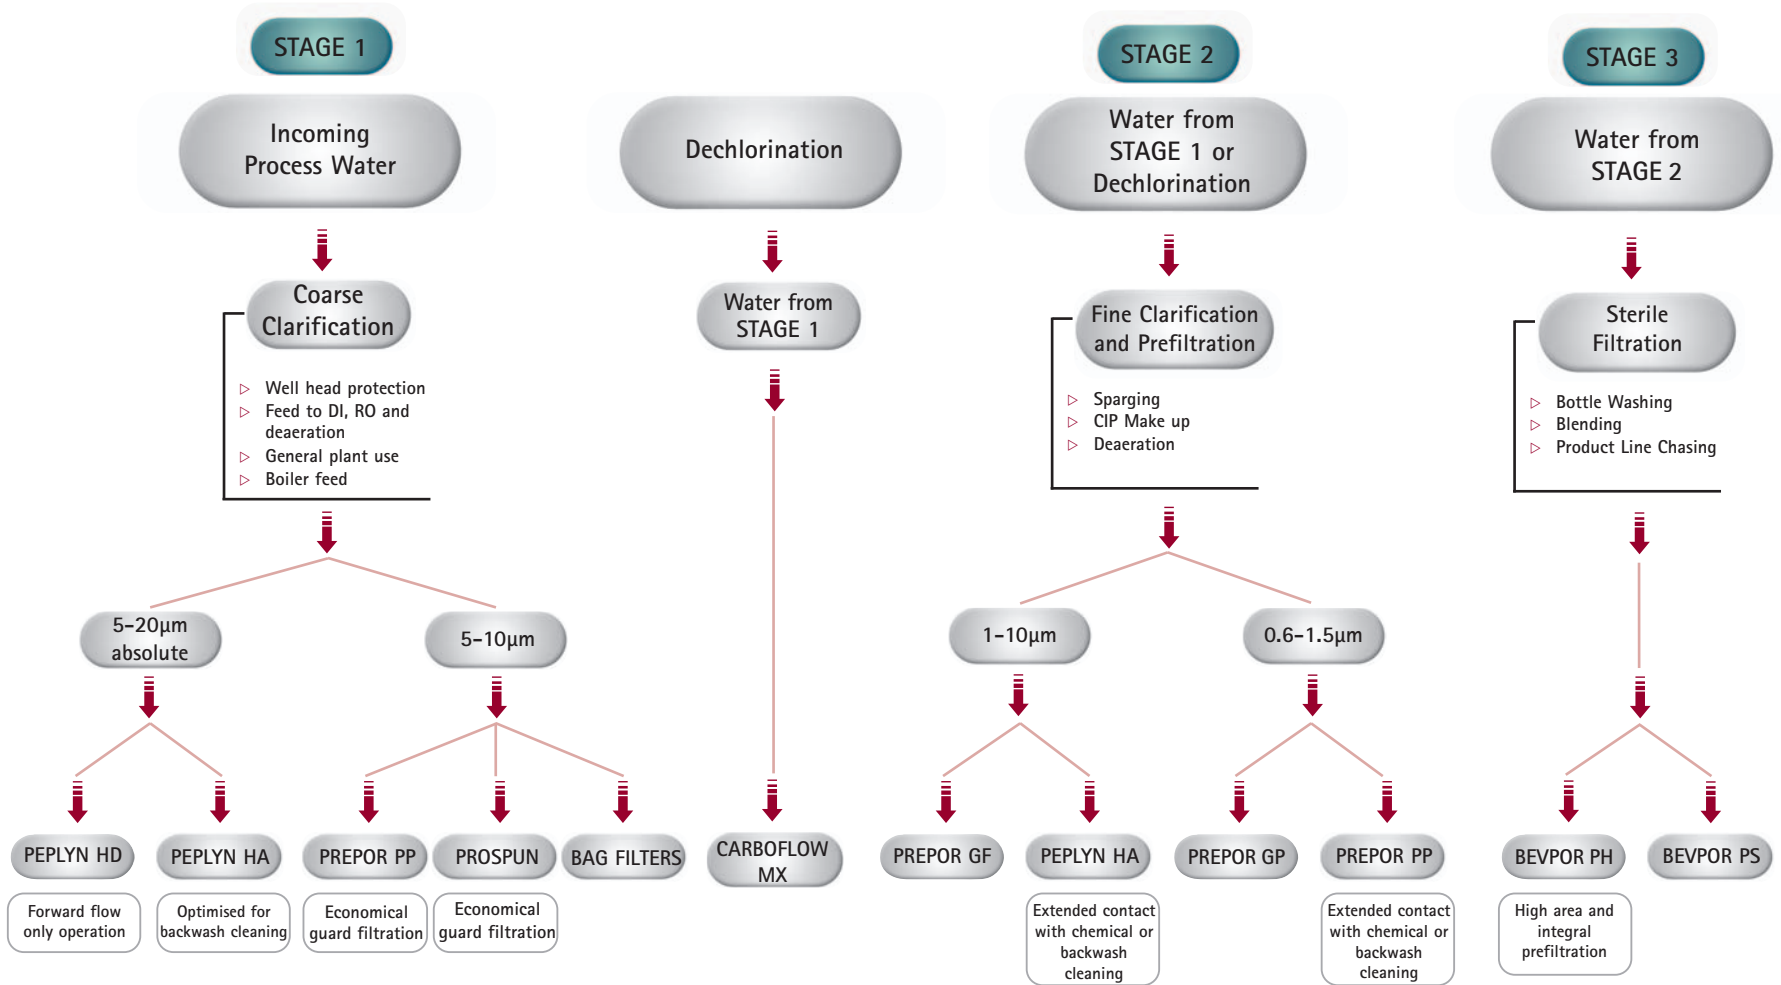 STAGE 1
Incoming
Process Water
Coarse
Clarification
▷ Well head protection
▷ Feed to DI, RO and
deaeration
▷ General plant use
▷ Boiler feed
5-20µm
absolute
5-10µm
PEPLYN HD
PEPLYN HA
PREPOR PP
PROSPUN
BAG FILTERS
Forward flow
only operation
Optimised for
backwash cleaning
Economical
guard filtration
Economical
guard filtration
Dechlorination
Water from
STAGE 1
CARBOFLOW
MX
STAGE 2
Water from
STAGE 1 or
Dechlorination
Fine Clarification
and Prefiltration
▷ Sparging
▷ CIP Make up
▷ Deaeration
1-10µm
0.6-1.5µm
PREPOR GF
PEPLYN HA
PREPOR GP
PREPOR PP
Extended contact
with chemical or
backwash
cleaning
Extended contact
with chemical or
backwash
cleaning
STAGE 3
Water from
STAGE 2
Sterile
Filtration
▷ Bottle Washing
▷ Blending
▷ Product Line Chasing
BEVPOR PH
BEVPOR PS
High area and
integral
prefiltration